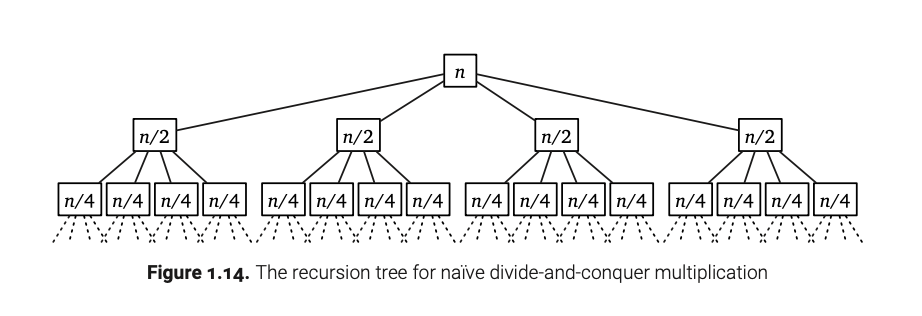 n
n/2 n/2 n/2 n/2
n/4 n/4 n/4 n/4 n/4 n/4 n/4 n/4 n/4 n/4 n/4 n/4 n/4 n/4 n/4 n/4
Figure 1.14. The recursion tree for naïve divide-and-conquer multiplication